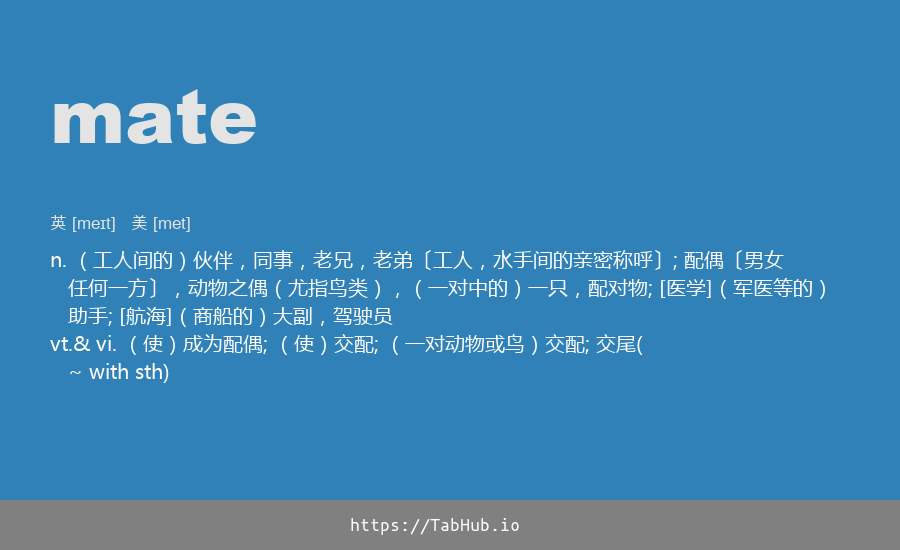 mate
英 [meɪt] 美 [met]
n. （工人间的）伙伴，同事，老兄，老弟〔工人，水手间的亲密称呼〕; 配偶〔男女
任何一方〕，动物之偶（尤指鸟类），（一对中的）一只，配对物; [医学]（军医等的）
助手; [航海]（商船的）大副，驾驶员
vt.& vi. （使）成为配偶; （使）交配; （一对动物或鸟）交配; 交尾(
~ with sth)
https://TabHub.io